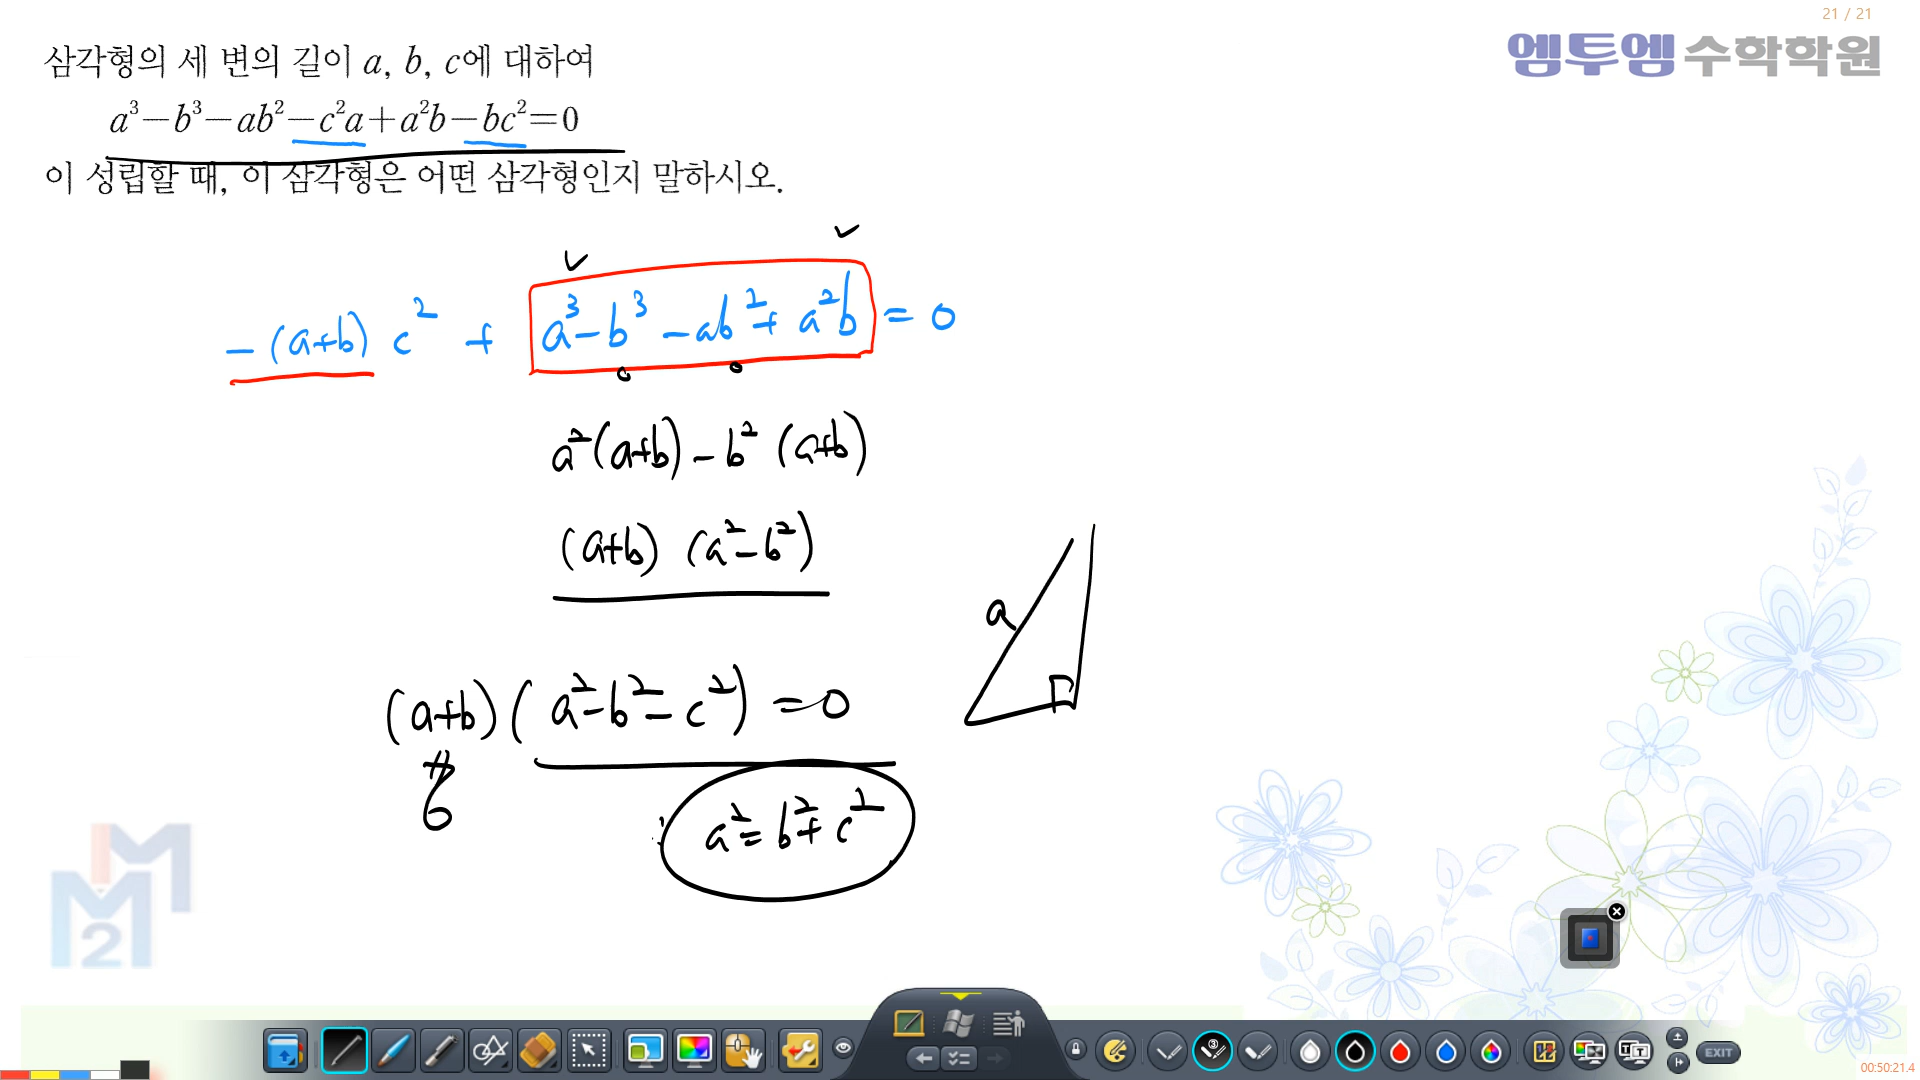 21 / 21
엠투엠 수학학원
삼각형의 세 변의 길이 a, b, c에 대하여
a³−b³−ab²−c²a+a²b−bc²=0
이 성립할 때, 이 삼각형은 어떤 삼각형인지 말하시오.
−(a+b) c² + a³−b³−ab²+a²b = 0
a²(a+b)−b²(a+b)
(a+b) (a²−b²)
a
(a+b)(a²−b²−c²)=0
a²=b²+c²
M2M
EXIT
00:50:21.4